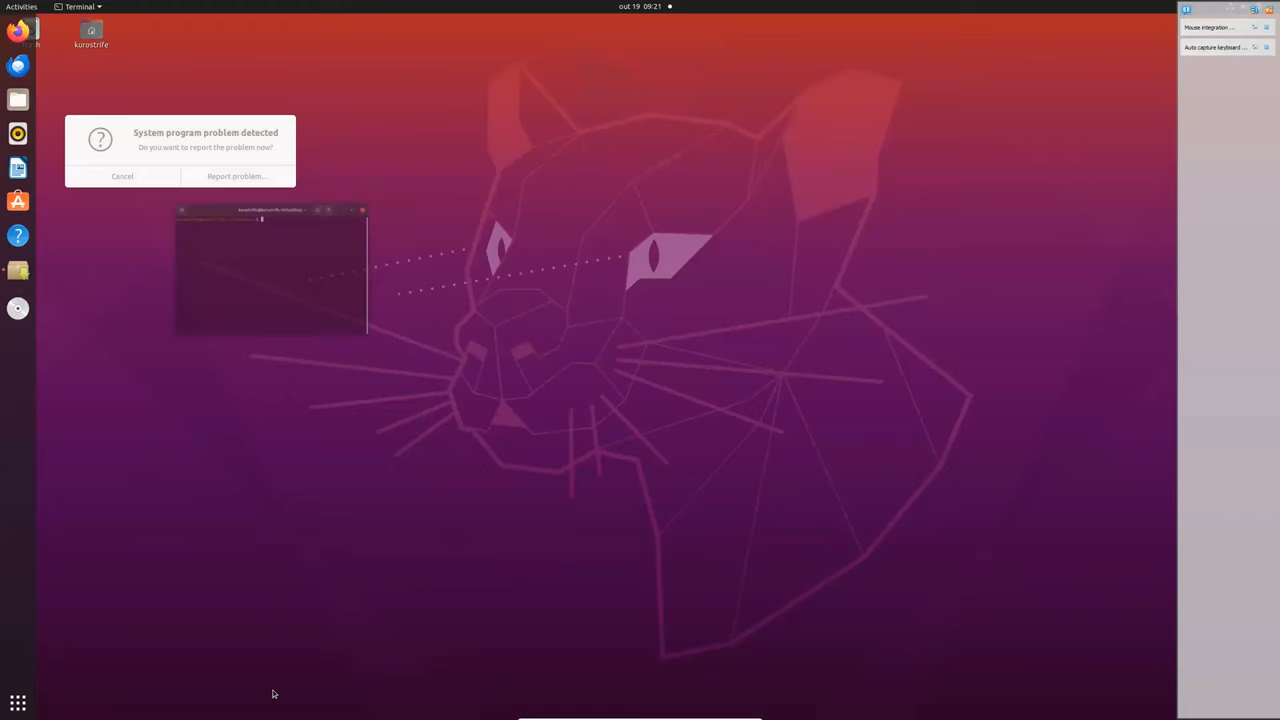 Activities
Terminal
out 19 09:21
kurostrife
System program problem detected
Do you want to report the problem now?
Cancel
Report problem...
Mouse integration ...
Auto capture keyboard ...